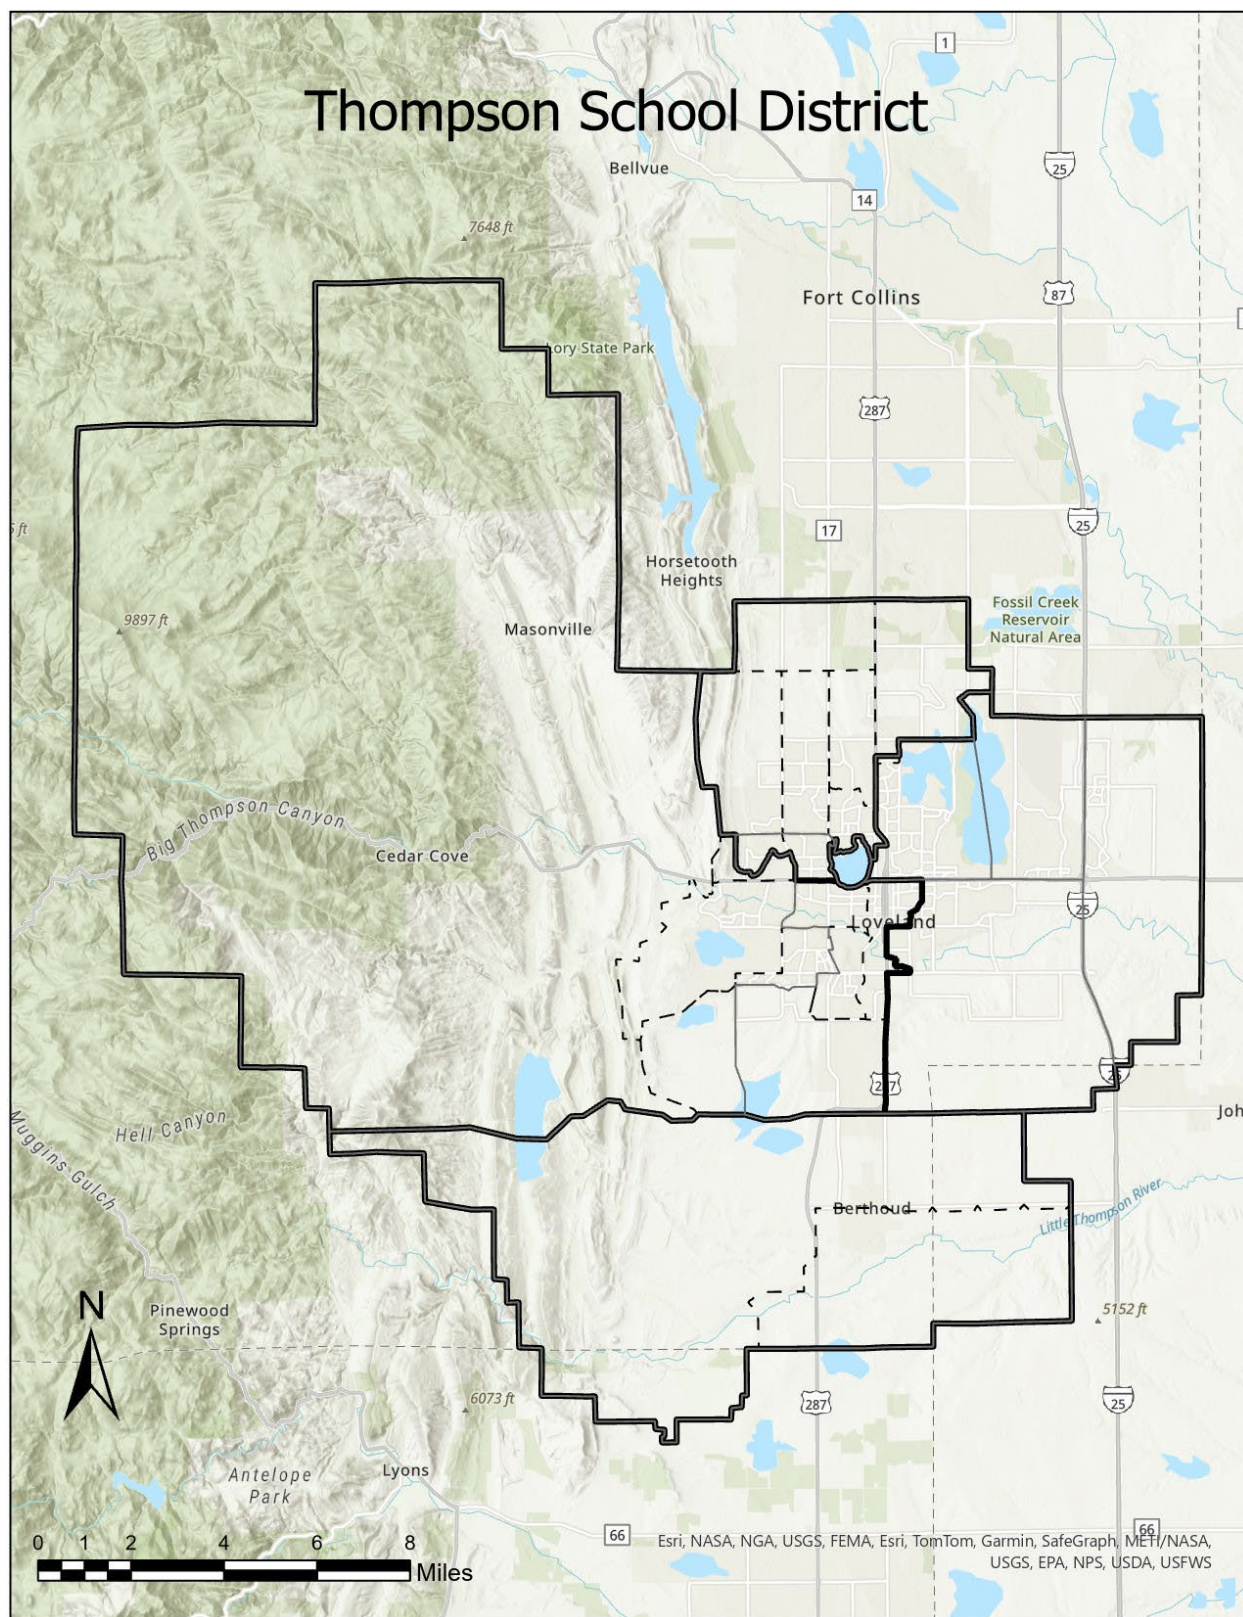 1
Thompson School District
Bellvue
25
14
7648 ft
Fort Collins
87
Lory State Park
287
25
17
Horsetooth
Heights
Fossil Creek
Reservoir
Natural Area
9897 ft
Masonville
Big Thompson Canyon
Cedar Cove
25
Loveland
25
287
Joh
Hell Canyon
Muggins Gulch
Berthoud
Little Thompson River
N
Pinewood
Springs
5152 ft
6073 ft
287
25
Lyons
Antelope
Park
66
66
0 1 2 4 6 8
Miles
Esri, NASA, NGA, USGS, FEMA, Esri, TomTom, Garmin, SafeGraph, METI/NASA,
USGS, EPA, NPS, USDA, USFWS